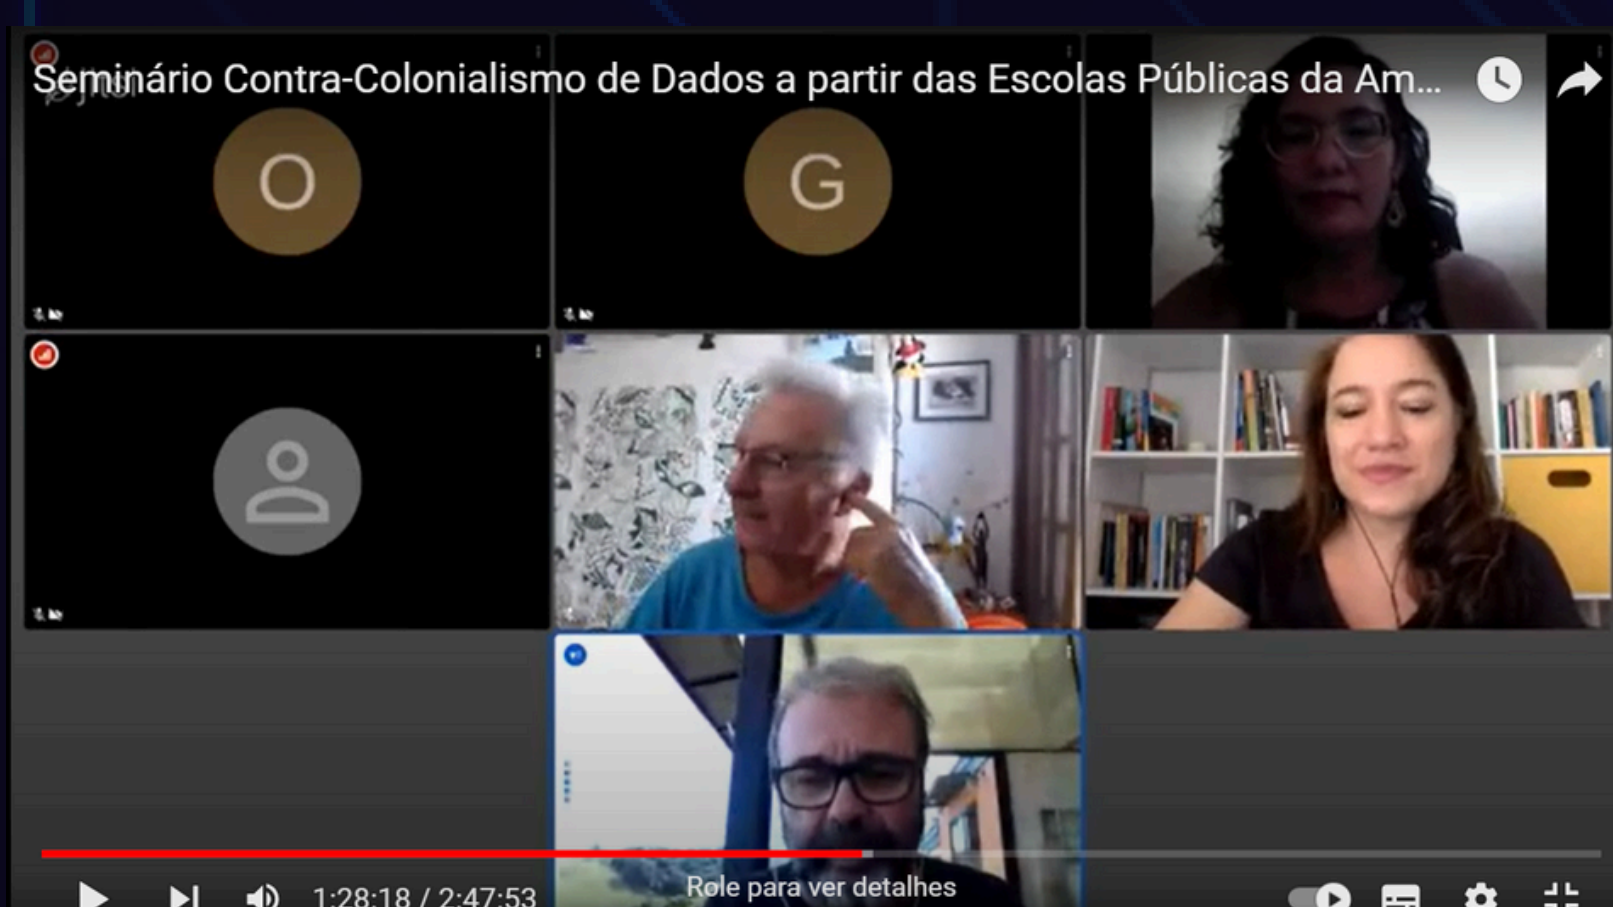 Seminário Contra-Colonialismo de Dados a partir das Escolas Públicas da Am...
O
G
1:28:18 / 2:47:53
Role para ver detalhes